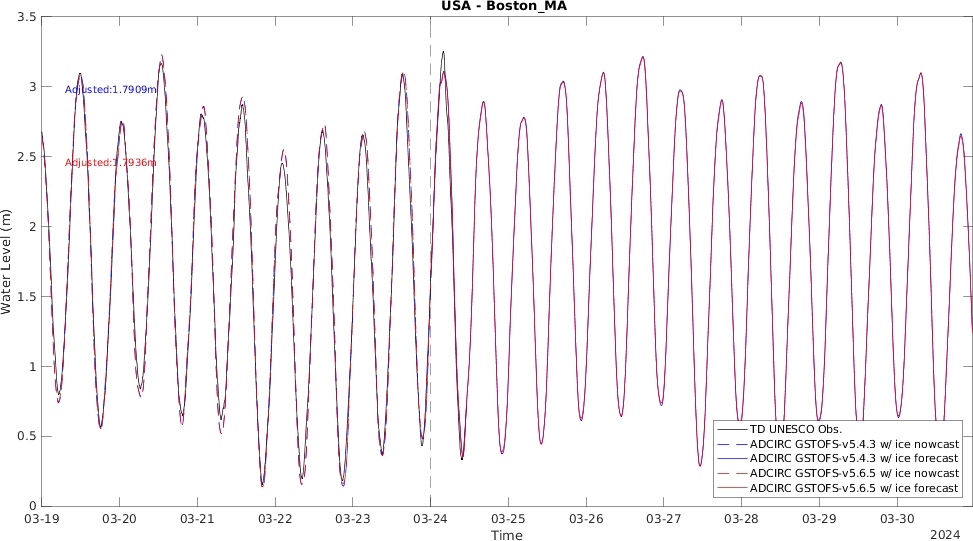 USA - Boston_MA
3.5
3
2.5
2
1.5
1
0.5
0
Water Level (m)
Adjusted:1.7909m
Adjusted:1.7936m
TD UNESCO Obs.
ADCIRC GSTOFS-v5.4.3 w/ ice nowcast
ADCIRC GSTOFS-v5.4.3 w/ ice forecast
ADCIRC GSTOFS-v5.6.5 w/ ice nowcast
ADCIRC GSTOFS-v5.6.5 w/ ice forecast
03-19 03-20 03-21 03-22 03-23 03-24 03-25 03-26 03-27 03-28 03-29 03-30
Time
2024